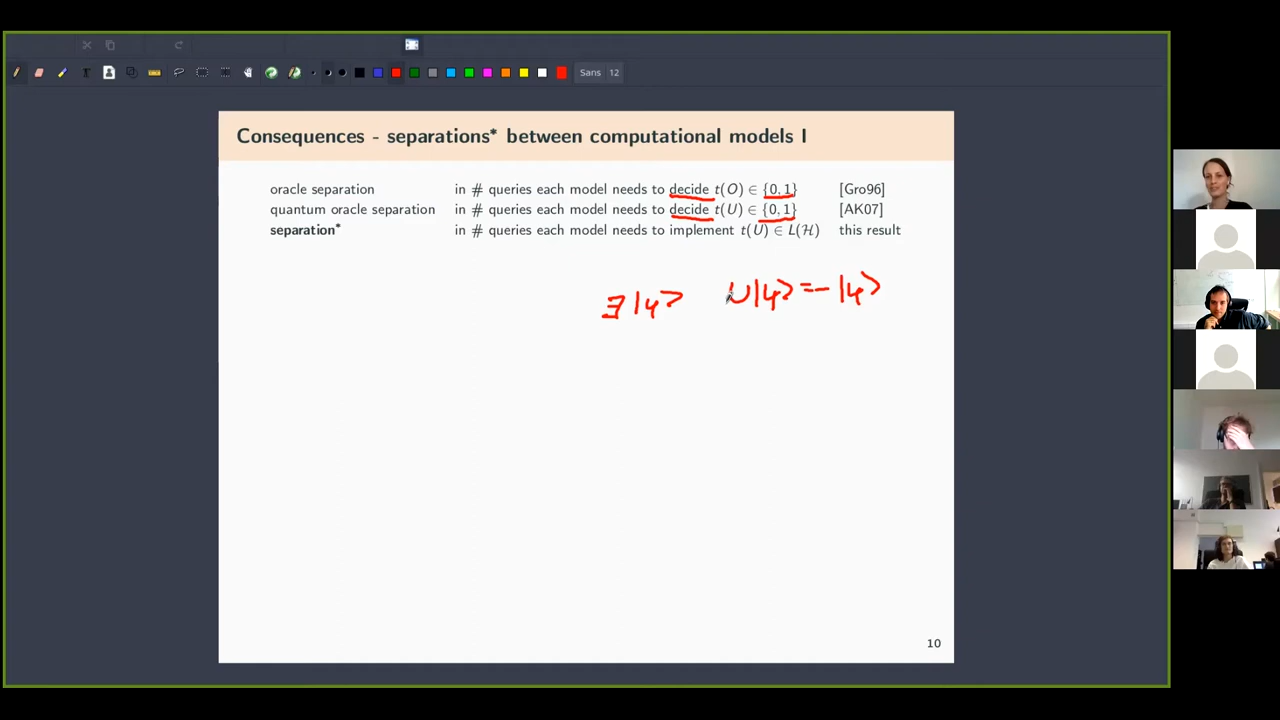 Sans 12
Consequences - separations* between computational models I
oracle separation in # queries each model needs to decide t(O) ∈ {0, 1} [Gro96]
quantum oracle separation in # queries each model needs to decide t(U) ∈ {0, 1} [AK07]
separation* in # queries each model needs to implement t(U) ∈ L(ℋ) this result
∃ |ψ⟩ U|ψ⟩ = -|ψ⟩
10